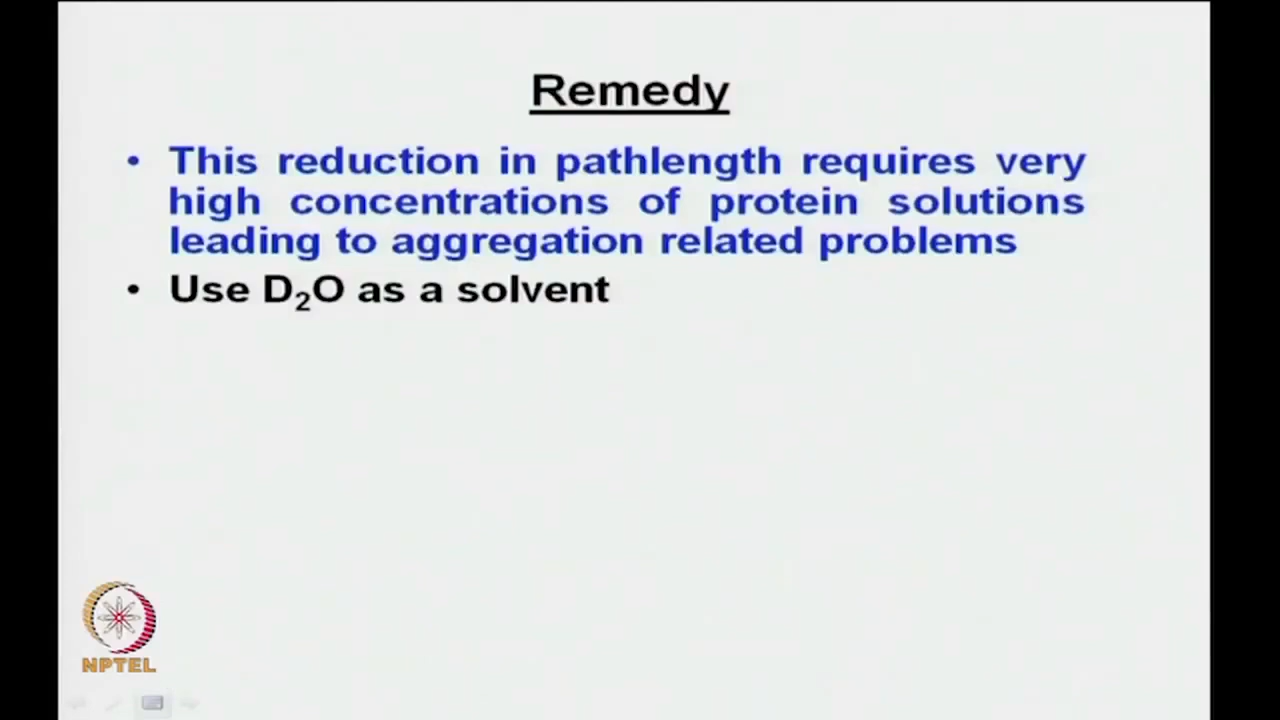 Remedy
• This reduction in pathlength requires very
high concentrations of protein solutions
leading to aggregation related problems
• Use D₂O as a solvent
NPTEL